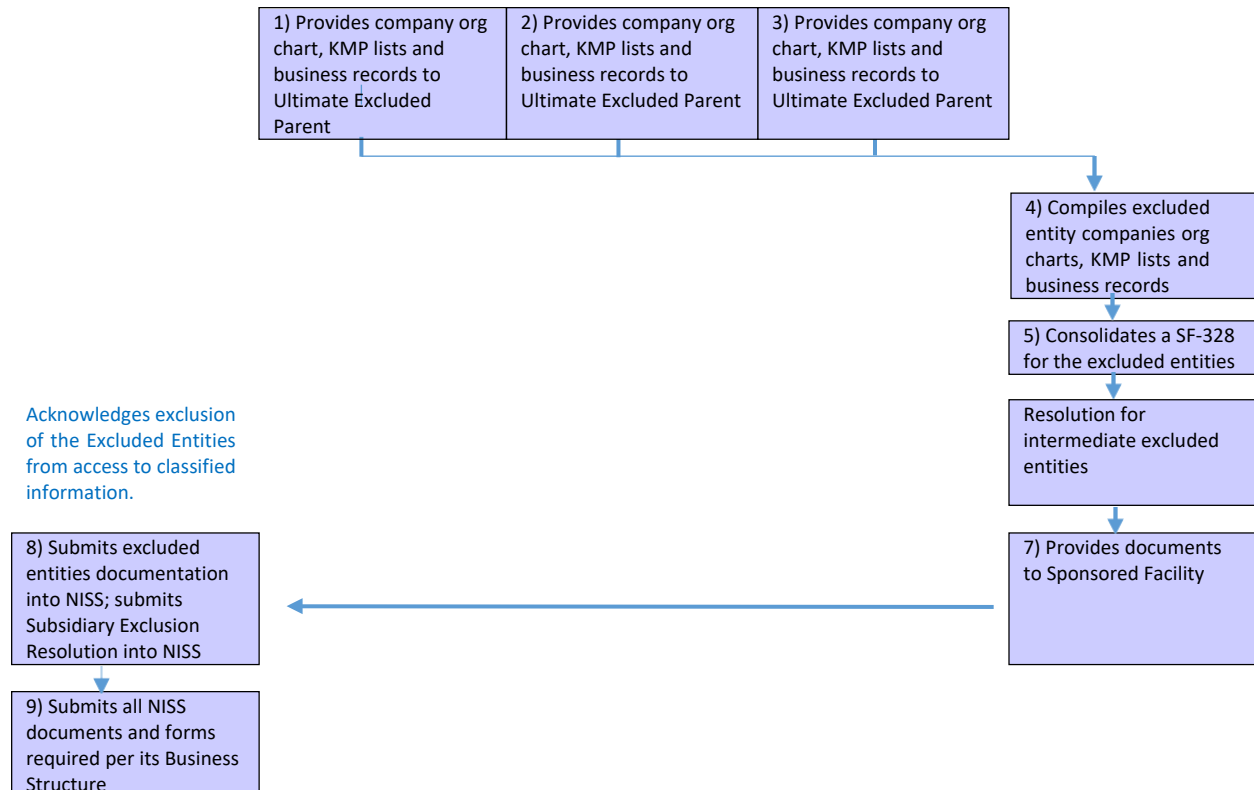 1) Provides company org
chart, KMP lists and
business records to
Ultimate Excluded
Parent
2) Provides company org
chart, KMP lists and
business records to
Ultimate Excluded Parent
3) Provides company org
chart, KMP lists and
business records to
Ultimate Excluded Parent
4) Compiles excluded
entity companies org
charts, KMP lists and
business records
5) Consolidates a SF-328
for the excluded entities
Resolution for
intermediate excluded
entities
7) Provides documents
to Sponsored Facility
Acknowledges exclusion
of the Excluded Entities
from access to classified
information.
8) Submits excluded
entities documentation
into NISS; submits
Subsidiary Exclusion
Resolution into NISS
9) Submits all NISS
documents and forms
required per its Business
Structure